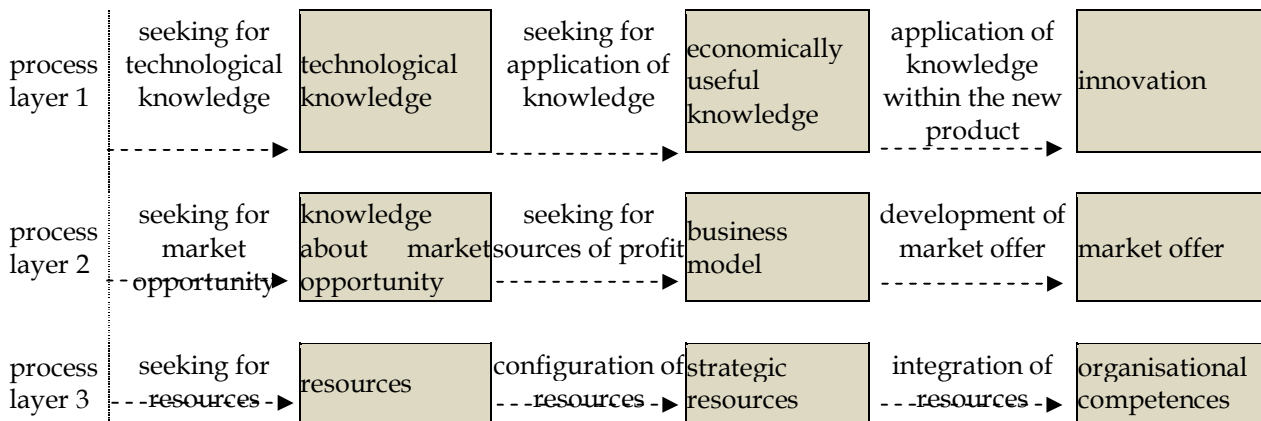 process
layer 1
seeking for
technological
knowledge
technological
knowledge
seeking for
application of
knowledge
economically
useful
knowledge
application of
knowledge
within the new
product
innovation
process
layer 2
seeking for
market
opportunity
knowledge
about market
opportunity
seeking for
sources of profit
business
model
development of
market offer
market offer
process
layer 3
seeking for
resources
resources
configuration of
resources
strategic
resources
integration of
resources
organisational
competences